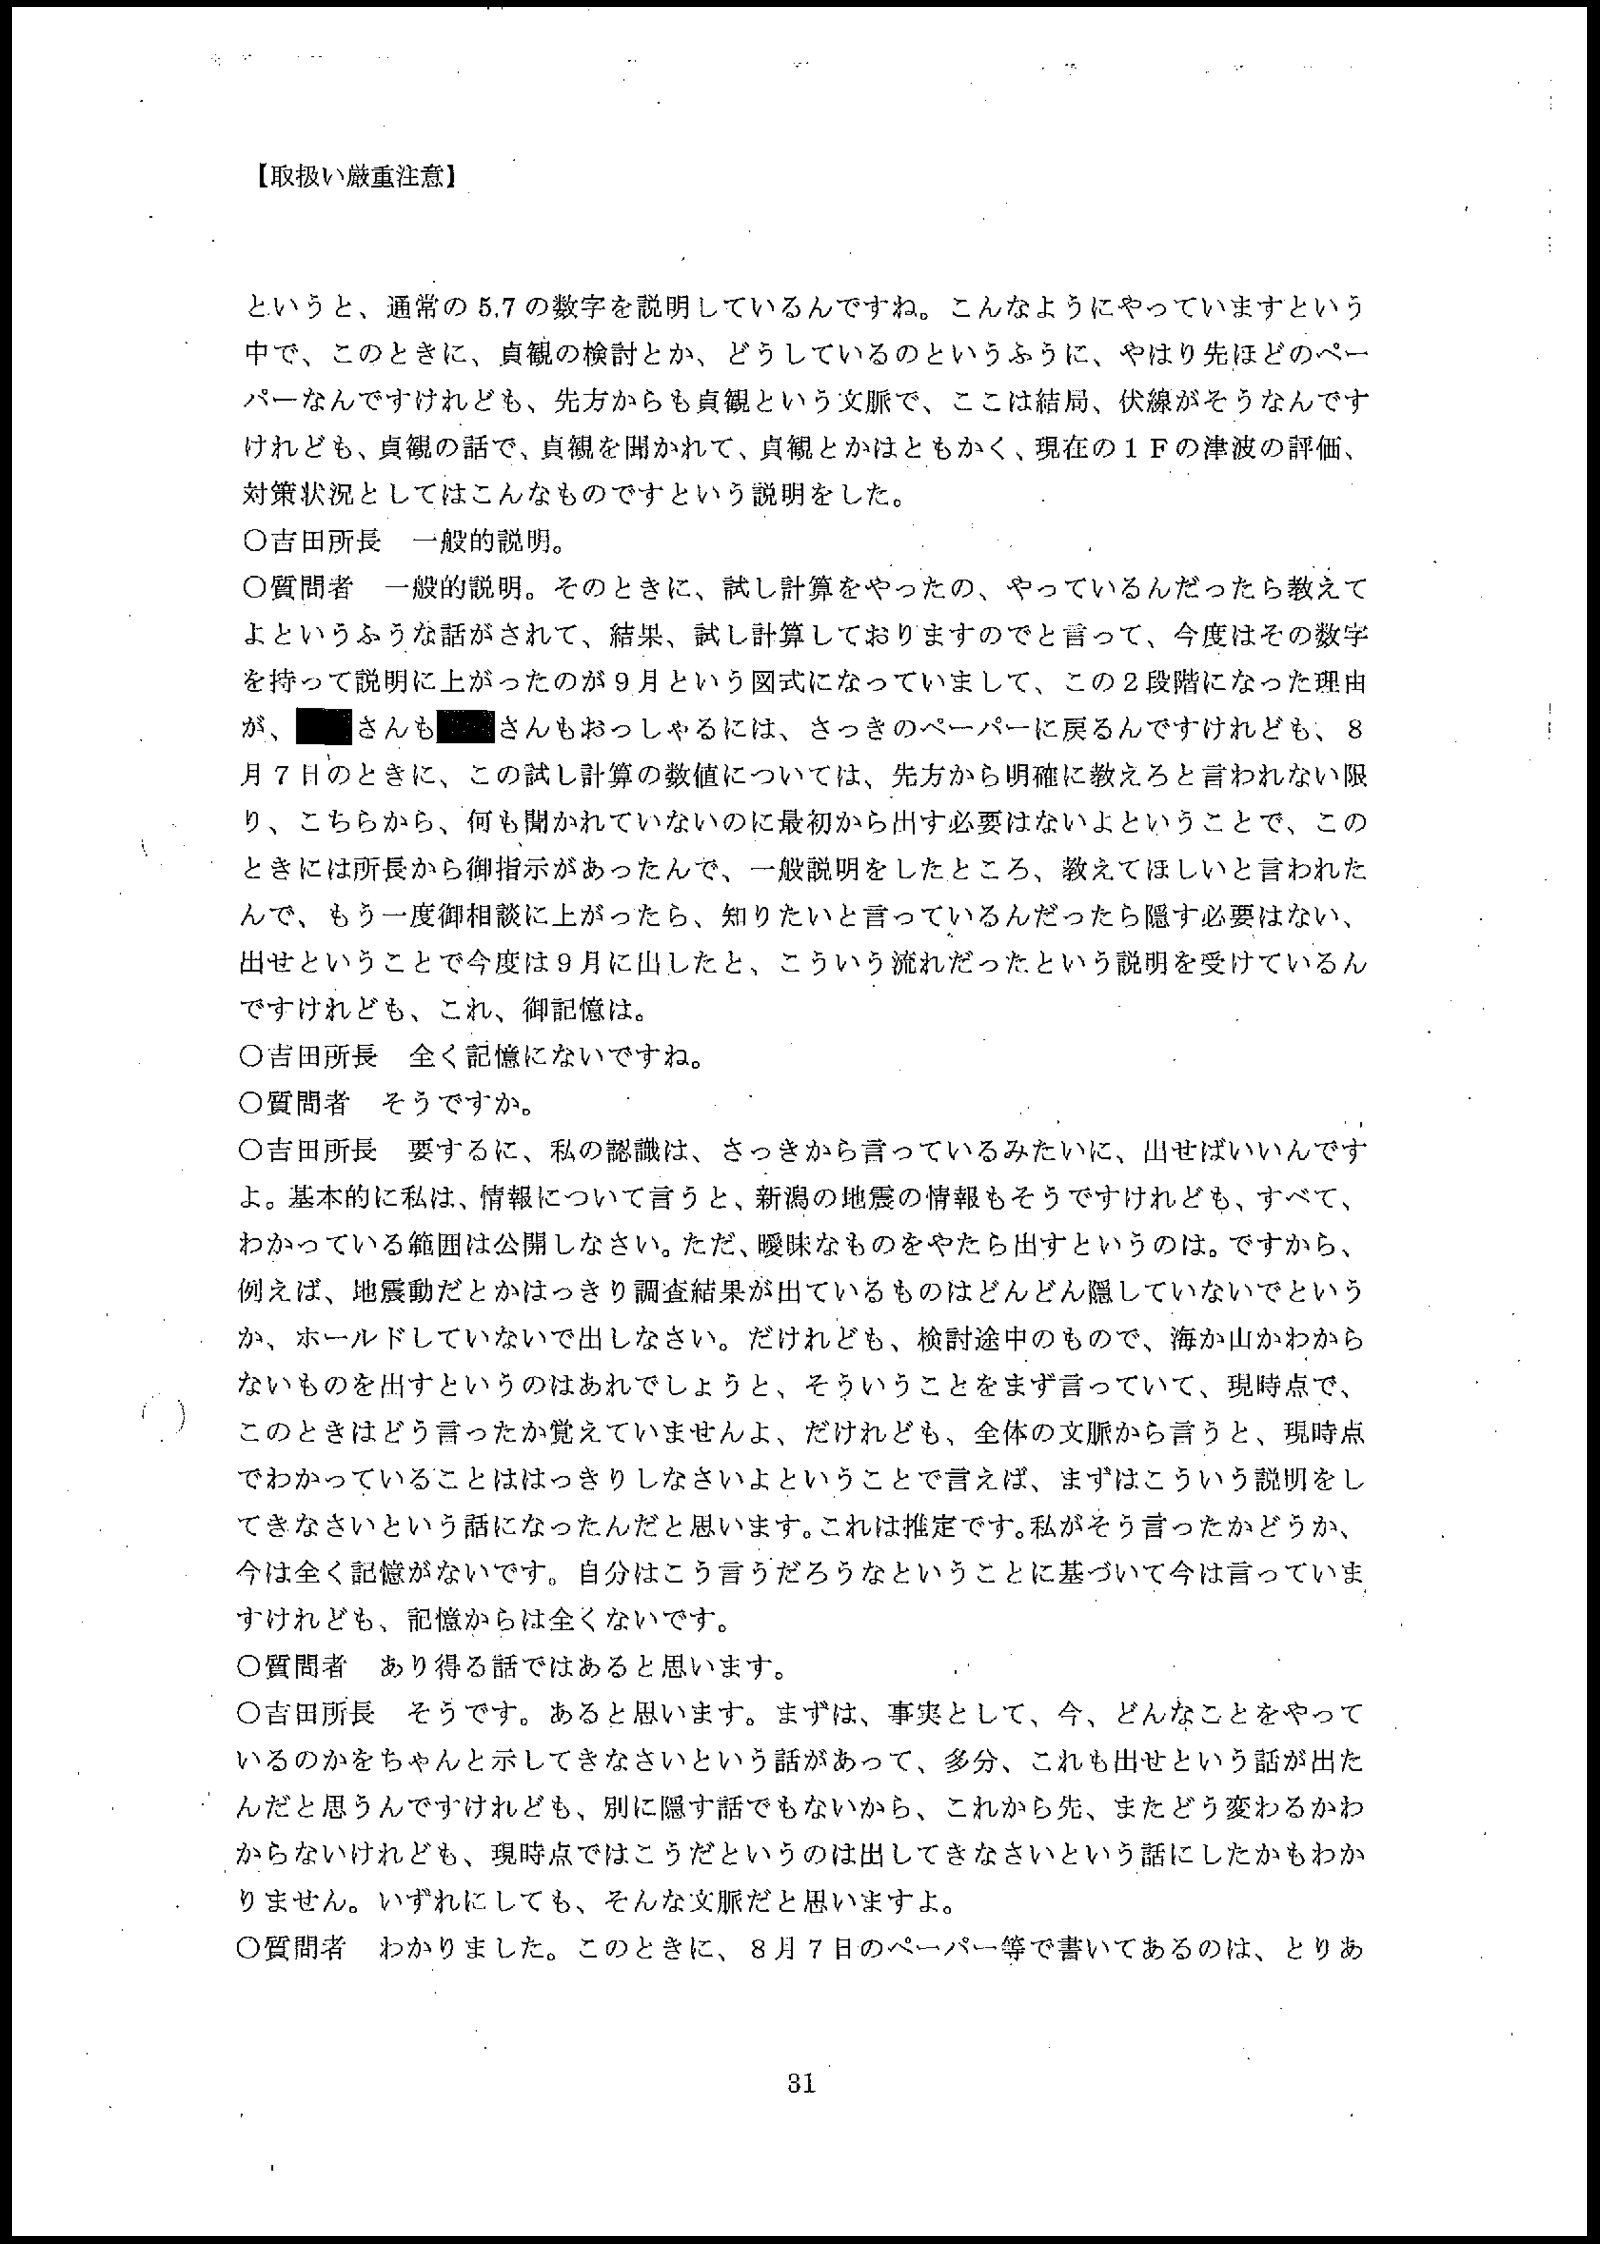 【取扱い厳重注意】
というと、通常の5.7の数字を説明しているんですね。こんなようにやっていますという
中で、このときに、貞観の検討とか、どうしているのというふうに、やはり先ほどのペー
パーなんですけれども、先方からも貞観という文脈で、ここは結局、伏線がそうなんです
けれども、貞観の話で、貞観を聞かれて、貞観とかはともかく、現在の1Fの津波の評価、
対策状況としてはこんなものですという説明をした。
○吉田所長　一般的説明。
○質問者　一般的説明。そのときに、試し計算をやったの、やっているんだったら教えて
よというふうな話がされて、結果、試し計算しておりますのでと言って、今度はその数字
を持って説明に上がったのが9月という図式になっていまして、この2段階になった理由
が、さんもさんもおっしゃるには、さっきのペーパーに戻るんですけれども、8
月7日のときに、この試し計算の数値については、先方から明確に教えろと言われない限
り、こちらから、何も聞かれていないのに最初から出す必要はないよということで、この
ときには所長から御指示があったんで、一般説明をしたところ、教えてほしいと言われた
んで、もう一度御相談に上がったら、知りたいと言っているんだったら隠す必要はない、
出せということで今度は9月に出したと、こういう流れだったという説明を受けているん
ですけれども、これ、御記憶は。
○吉田所長　全く記憶にないですね。
○質問者　そうですか。
○吉田所長　要するに、私の認識は、さっきから言っているみたいに、出せばいいんです
よ。基本的に私は、情報について言うと、新潟の地震の情報もそうですけれども、すべて、
わかっている範囲は公開しなさい。ただ、曖昧なものをやたら出すというのは。ですから、
例えば、地震動だとかはっきり調査結果が出ているものはどんどん隠していないでという
か、ホールドしていないで出しなさい。だけれども、検討途中のもので、海か山かわから
ないものを出すというのはあれでしょうと、そういうことをまず言っていて、現時点で、
このときはどう言ったか覚えていませんよ、だけれども、全体の文脈から言うと、現時点
でわかっていることははっきりしなさいよということで言えば、まずはこういう説明をし
てきなさいという話になったんだと思います。これは推定です。私がそう言ったかどうか、
今は全く記憶がないです。自分はこう言うだろうなということに基づいて今は言っていま
すけれども、記憶からは全くないです。
○質問者　あり得る話ではあると思います。
○吉田所長　そうです。あると思います。まずは、事実として、今、どんなことをやって
いるのかをちゃんと示してきなさいという話があって、多分、これも出せという話が出た
んだと思うんですけれども、別に隠す話でもないから、これから先、またどう変わるかわ
からないけれども、現時点ではこうだというのは出してきなさいという話にしたかもわか
りません。いずれにしても、そんな文脈だと思いますよ。
○質問者　わかりました。このときに、8月7日のペーパー等で書いてあるのは、とりあ
31